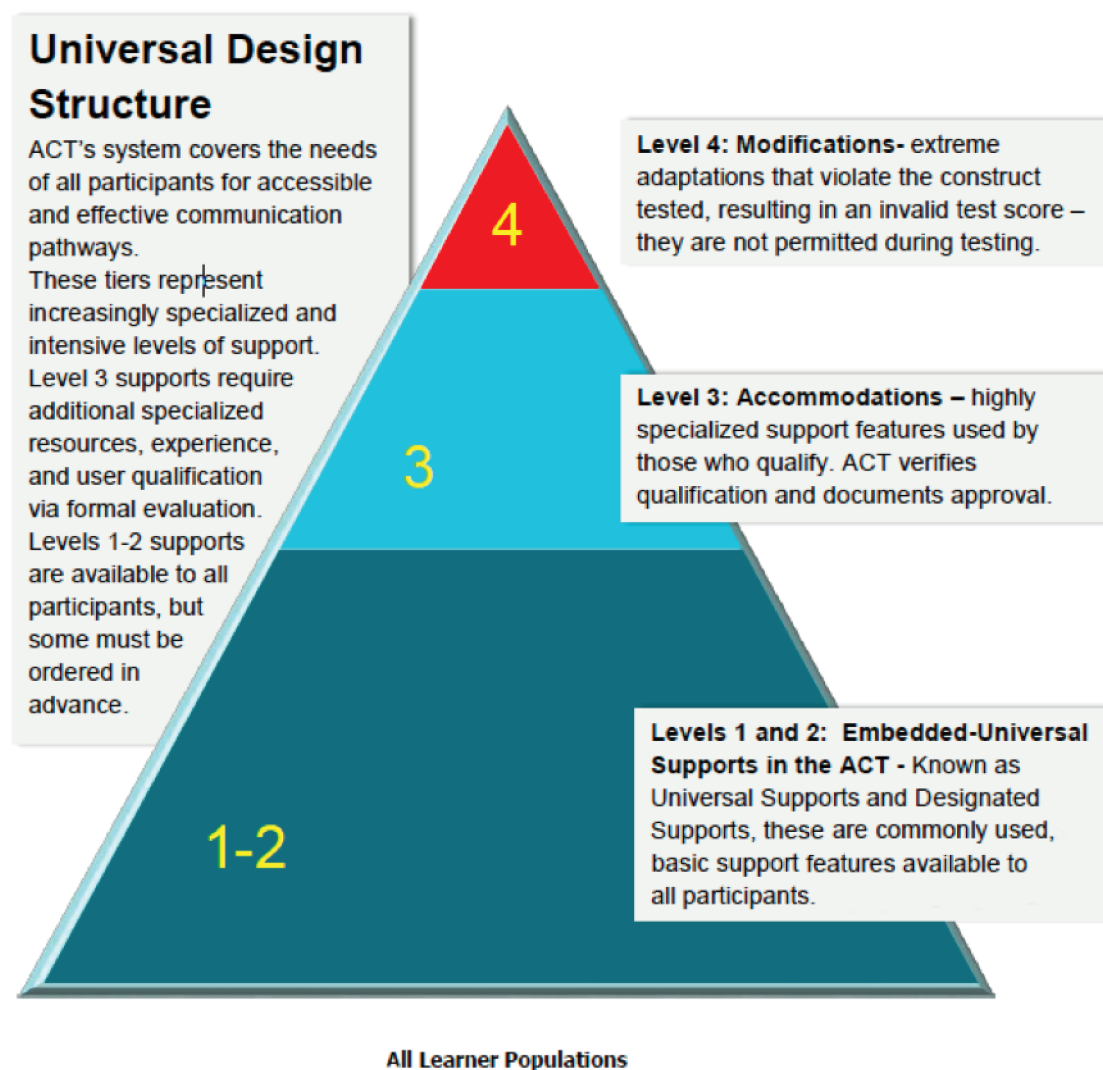 Universal Design
Structure
ACT's system covers the needs
of all participants for accessible
and effective communication
pathways.
These tiers represent
increasingly specialized and
intensive levels of support.
Level 3 supports require
additional specialized
resources, experience,
and user qualification
via formal evaluation.
Levels 1-2 supports
are available to all
participants, but
some must be
ordered in
advance.
4
Level 4: Modifications- extreme
adaptations that violate the construct
tested, resulting in an invalid test score –
they are not permitted during testing.
3
Level 3: Accommodations – highly
specialized support features used by
those who qualify. ACT verifies
qualification and documents approval.
1-2
Levels 1 and 2:  Embedded-Universal
Supports in the ACT - Known as
Universal Supports and Designated
Supports, these are commonly used,
basic support features available to
all participants.
All Learner Populations